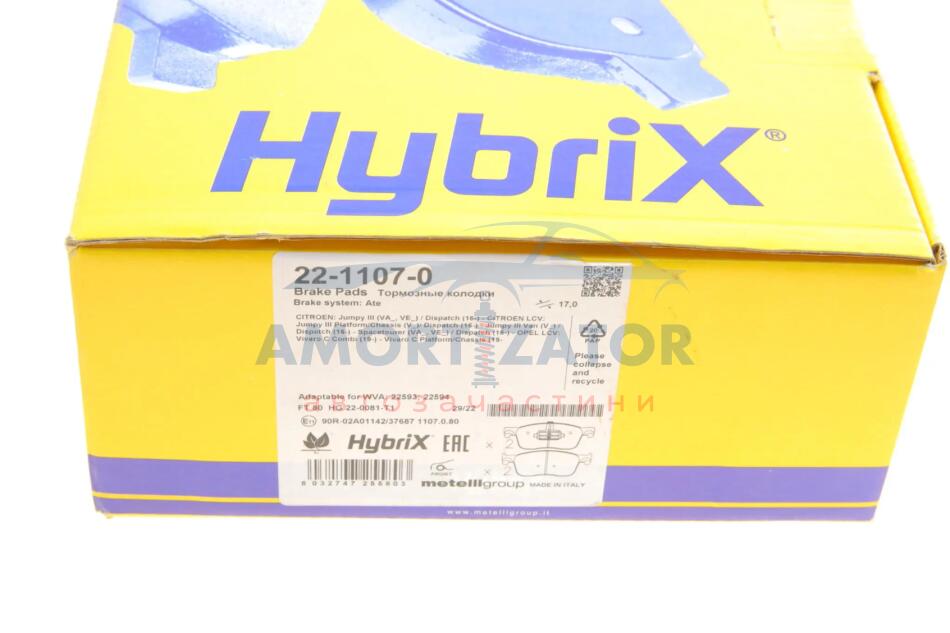 HybriX®
22-1107-0
Brake Pads Тормозные колодки
Brake system: Ate
17,0
CITROEN: Jumpy III (VA_, VE_) / Dispatch (16-) - CITROEN LCV:
Jumpy III Platform/Chassis (V_)/ Dispatch (16-) - Jumpy III Van (V_) /
Dispatch (16-) - Spacetourer (VA_, VE_) / Dispatch (16-) - OPEL LCV:
Vivaro C Combi (19-) - Vivaro C Platform/Chassis (19-
PAP
Please
collapse
and
recycle
AMORTIZATOR
автозапчастини
Adaptable for WVA 22593; 22594
FT 80 HG 22-0081-T1 29/22
E11 90R-02A01142/37687 1107.0.80
HybriX EAC
x 2
x 2
FRONT
metelligroup MADE IN ITALY
www.metelligroup.it